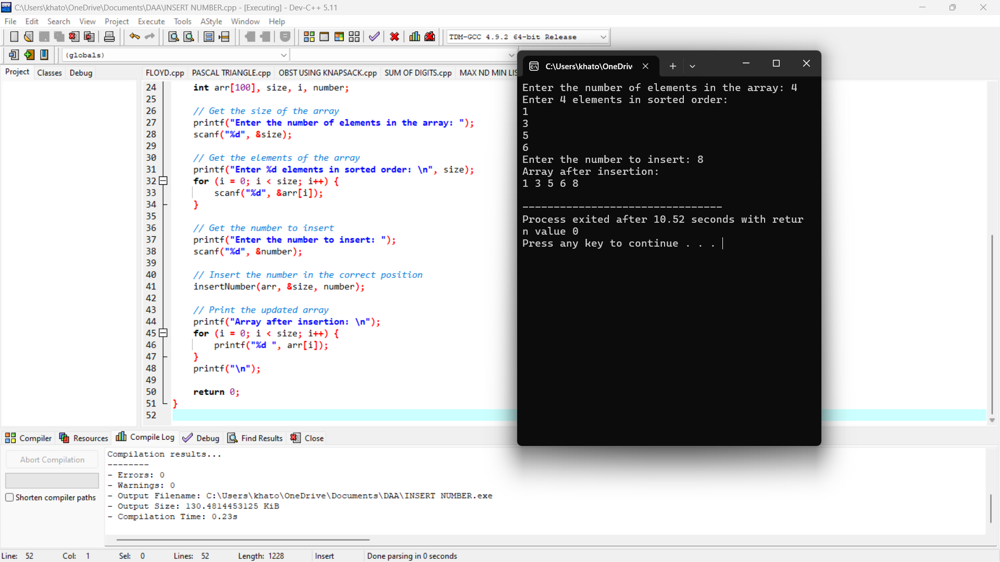 C:\Users\khato\OneDrive\Documents\DAA\INSERT NUMBER.cpp - [Executing] - Dev-C++ 5.11
File Edit Search View Project Execute Tools AStyle Window Help
TDM-GCC 4.9.2 64-bit Release
(globals)
Project Classes Debug
FLOYD.cpp PASCAL TRIANGLE.cpp OBST USING KNAPSACK.cpp SUM OF DIGITS.cpp MAX ND MIN LIS
24 int arr[100], size, i, number;
25
26 // Get the size of the array
27 printf("Enter the number of elements in the array: ");
28 scanf("%d", &size);
29
30 // Get the elements of the array
31 printf("Enter %d elements in sorted order: \n", size);
32 for (i = 0; i < size; i++) {
33 scanf("%d", &arr[i]);
34 }
35
36 // Get the number to insert
37 printf("Enter the number to insert: ");
38 scanf("%d", &number);
39
40 // Insert the number in the correct position
41 insertNumber(arr, &size, number);
42
43 // Print the updated array
44 printf("Array after insertion: \n");
45 for (i = 0; i < size; i++) {
46 printf("%d ", arr[i]);
47 }
48 printf("\n");
49
50 return 0;
51 }
52
C:\Users\khato\OneDriv
Enter the number of elements in the array: 4
Enter 4 elements in sorted order:
1
3
5
6
Enter the number to insert: 8
Array after insertion:
1 3 5 6 8
--------------------------------
Process exited after 10.52 seconds with retur
n value 0
Press any key to continue . . .
Compiler Resources Compile Log Debug Find Results Close
Abort Compilation
Shorten compiler paths
Compilation results...
--------
- Errors: 0
- Warnings: 0
- Output Filename: C:\Users\khato\OneDrive\Documents\DAA\INSERT NUMBER.exe
- Output Size: 130.4814453125 KiB
- Compilation Time: 0.23s
Line: 52 Col: 1 Sel: 0 Lines: 52 Length: 1228 Insert Done parsing in 0 seconds